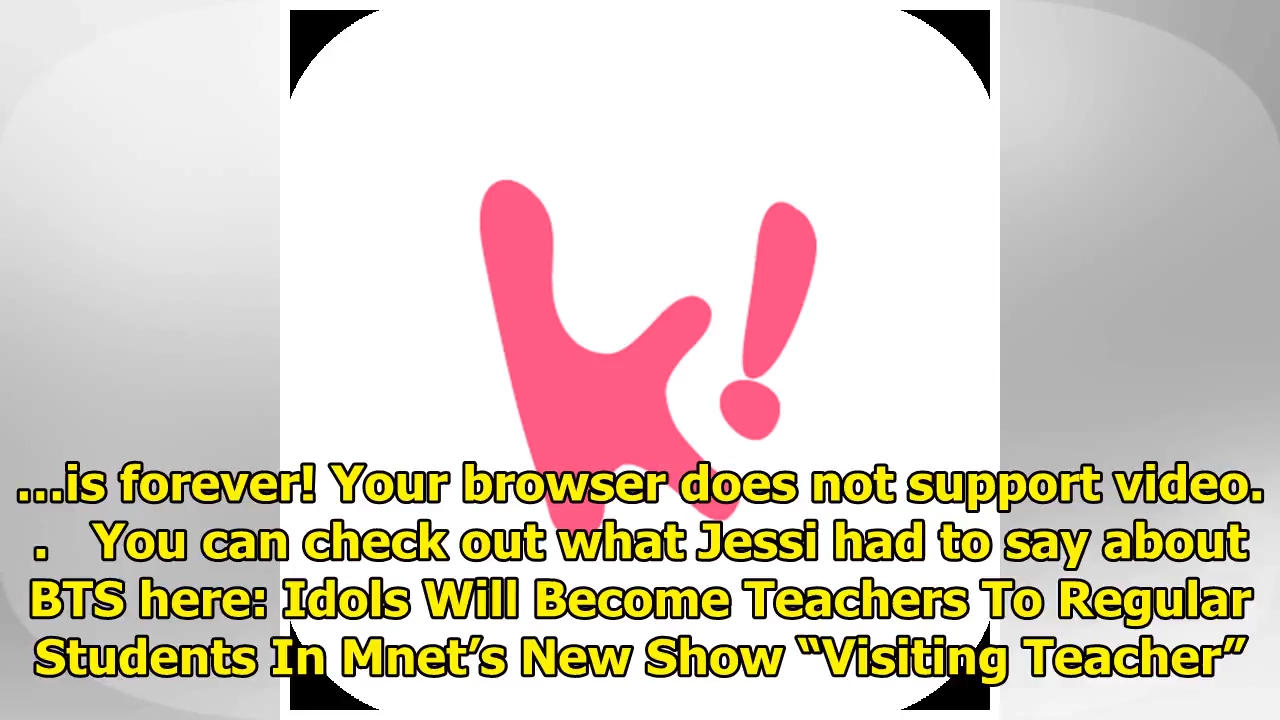 k!
...is forever! Your browser does not support video.
. You can check out what Jessi had to say about
BTS here: Idols Will Become Teachers To Regular
Students In Mnet’s New Show “Visiting Teacher”